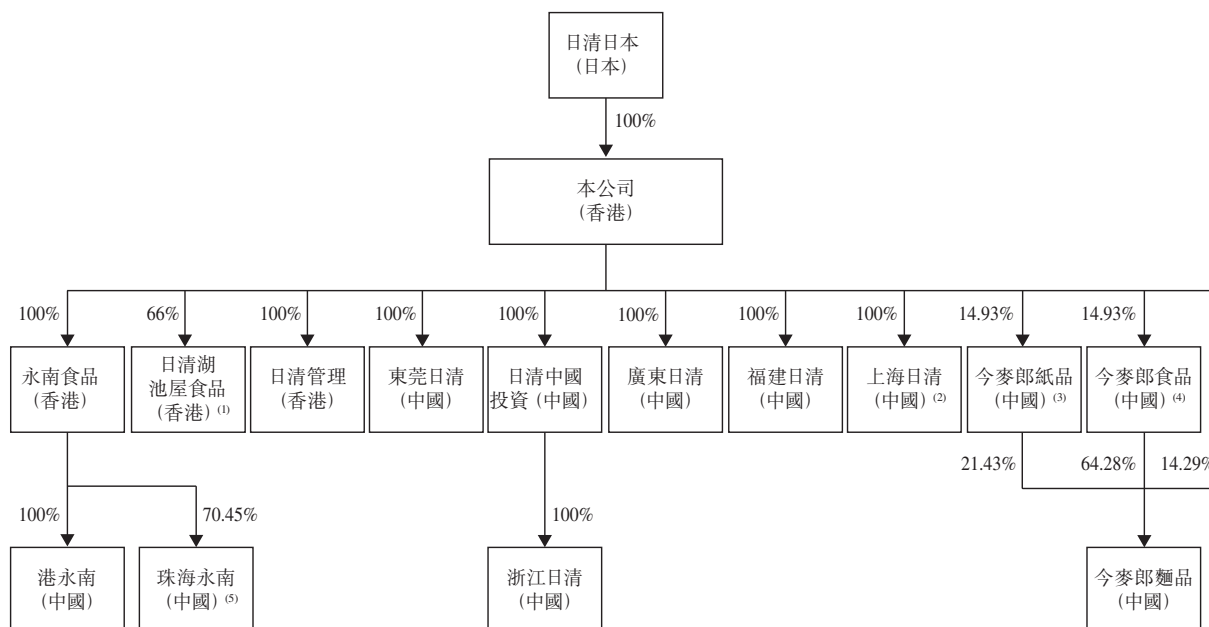 日清日本
（日本）
100%
本公司
（香港）
100%
66%
100%
100%
100%
100%
100%
100%
14.93%
14.93%
永南食品
（香港）
日清湖
池屋食品
（香港）(1)
日清管理
（香港）
東莞日清
（中國）
日清中國
投資（中國）
廣東日清
（中國）
福建日清
（中國）
上海日清
（中國）(2)
今麥郎紙品
（中國）(3)
今麥郎食品
（中國）(4)
21.43%
64.28%
14.29%
100%
70.45%
100%
港永南
（中國）
珠海永南
（中國）(5)
浙江日清
（中國）
今麥郎麵品
（中國）